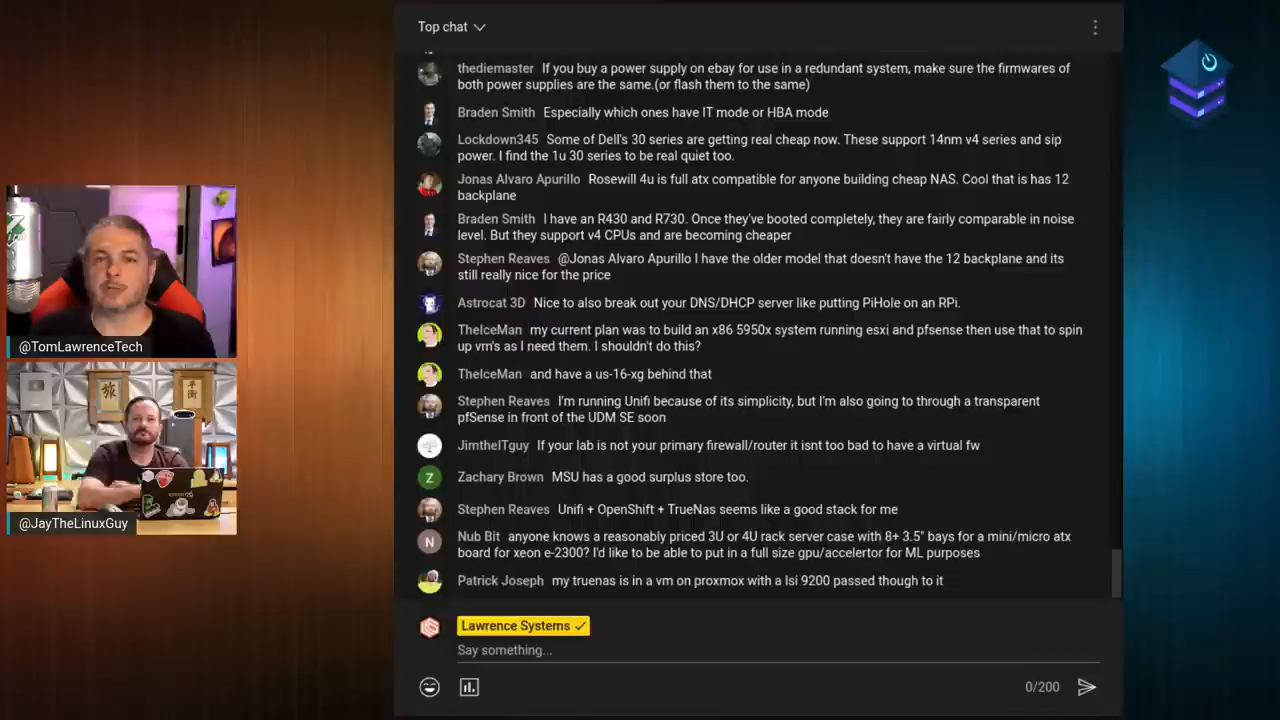 Top chat
thediemaster If you buy a power supply on ebay for use in a redundant system, make sure the firmwares of
both power supplies are the same.(or flash them to the same)
Braden Smith Especially which ones have IT mode or HBA mode
Lockdown345 Some of Dell's 30 series are getting real cheap now. These support 14nm v4 series and sip
power. I find the 1u 30 series to be real quiet too.
Jonas Alvaro Apurillo Rosewill 4u is full atx compatible for anyone building cheap NAS. Cool that is has 12
backplane
Braden Smith I have an R430 and R730. Once they've booted completely, they are fairly comparable in noise
level. But they support v4 CPUs and are becoming cheaper
Stephen Reaves @Jonas Alvaro Apurillo I have the older model that doesn't have the 12 backplane and its
still really nice for the price
Astrocat 3D Nice to also break out your DNS/DHCP server like putting PiHole on an RPi.
TheIceMan my current plan was to build an x86 5950x system running esxi and pfsense then use that to spin
up vm's as I need them. I shouldn't do this?
TheIceMan and have a us-16-xg behind that
Stephen Reaves I'm running Unifi because of its simplicity, but I'm also going to through a transparent
pfSense in front of the UDM SE soon
JimtheITguy If your lab is not your primary firewall/router it isnt too bad to have a virtual fw
Z
Zachary Brown MSU has a good surplus store too.
Stephen Reaves Unifi + OpenShift + TrueNas seems like a good stack for me
N
Nub Bit anyone knows a reasonably priced 3U or 4U rack server case with 8+ 3.5" bays for a mini/micro atx
board for xeon e-2300? I'd like to be able to put in a full size gpu/accelertor for ML purposes
Patrick Joseph my truenas is in a vm on proxmox with a lsi 9200 passed though to it
Lawrence Systems
Say something...
0/200
@TomLawrenceTech
旅
平
衡
@JayTheLinuxGuy